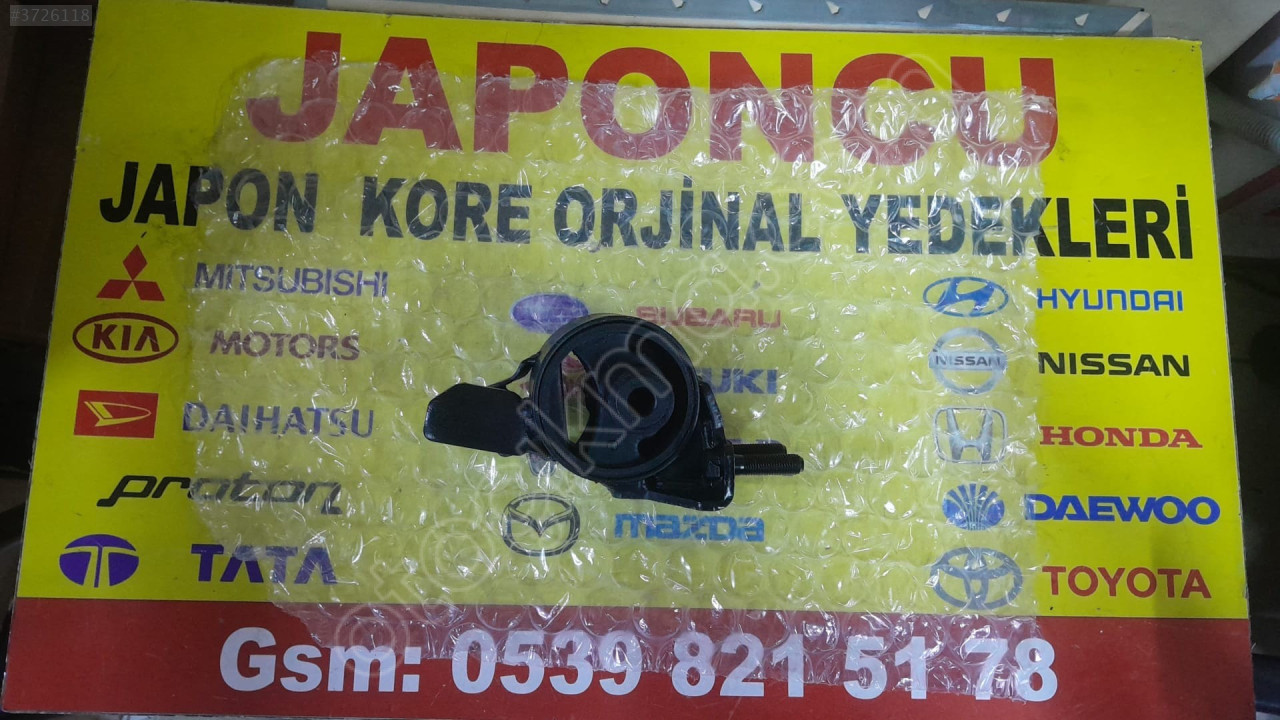 #3726118
JAPONCU
JAPON KORE ORJİNAL YEDEKLERİ
MITSUBISHI
SUBARU
HYUNDAI
KIA MOTORS
UKI
NISSAN NISSAN
DAIHATSU
HONDA
proton
mazda
DAEWOO
TATA
TOYOTA
Gsm: 0539 821 51 78